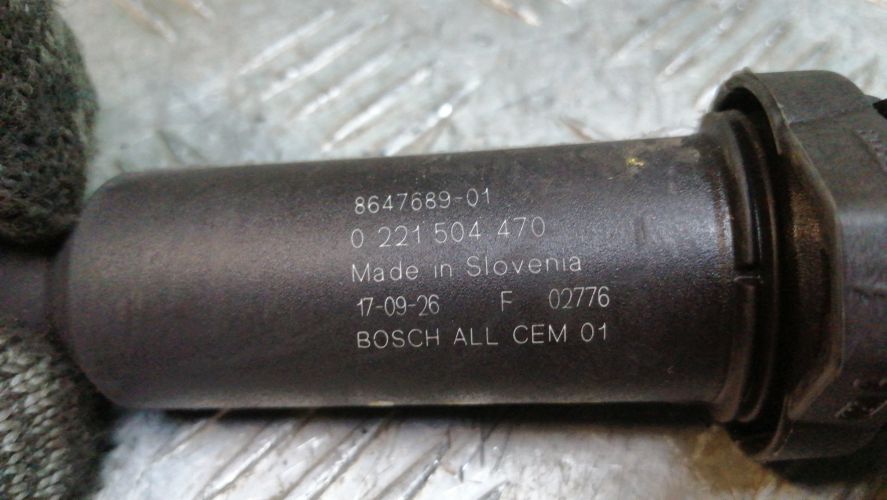 8647689-01
0 221 504 470
Made in Slovenia
17-09-26 F 02776
BOSCH ALL CEM 01